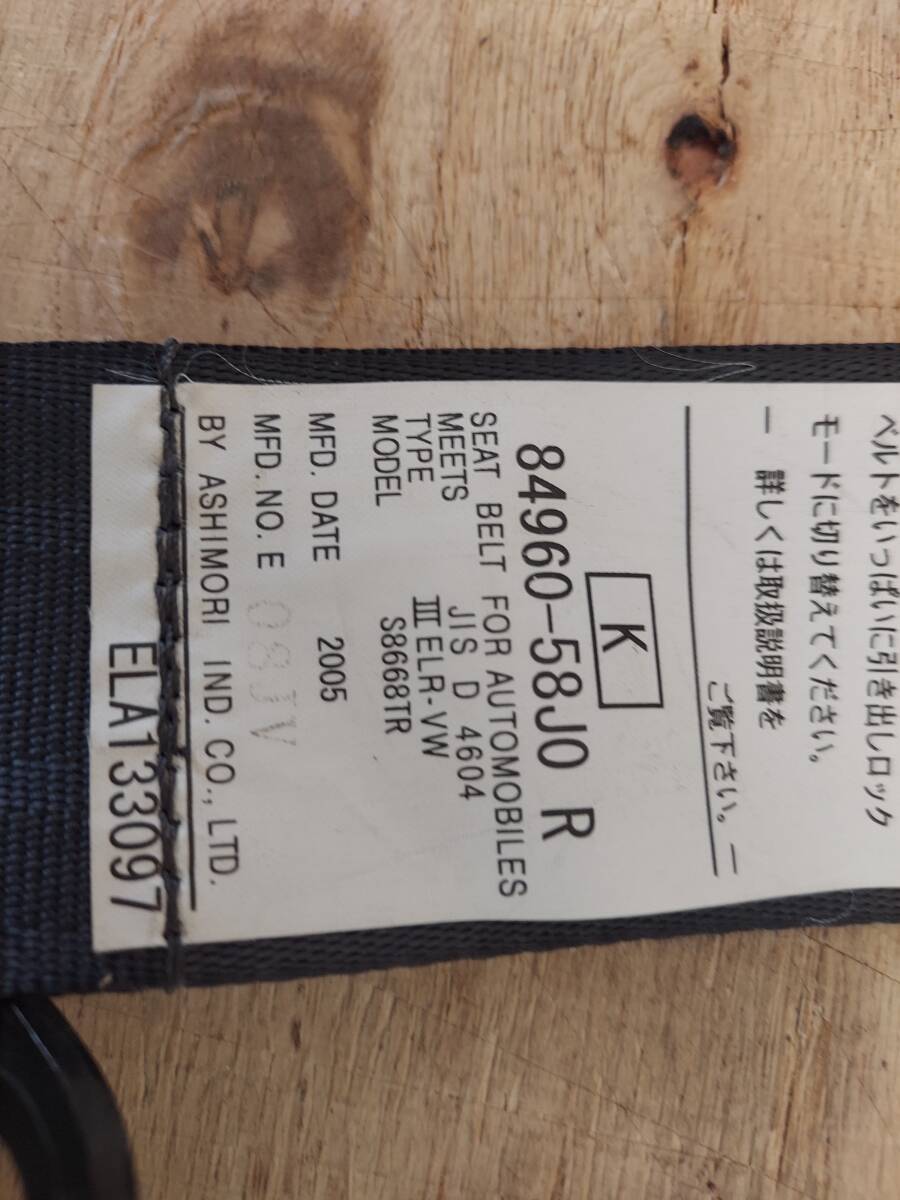 ベルトをいっぱいに引き出しロック
モードに切り替えてください。
ー 詳しくは取扱説明書を
ご覧下さい。ー
K
84960-58J0 R
SEAT BELT FOR AUTOMOBILES
MEETS JIS D 4604
TYPE III ELR-VW
MODEL S8668TR
MFD. DATE 2005
MFD. NO. E 08JV
BY ASHIMORI IND. CO., LTD.
ELA133097